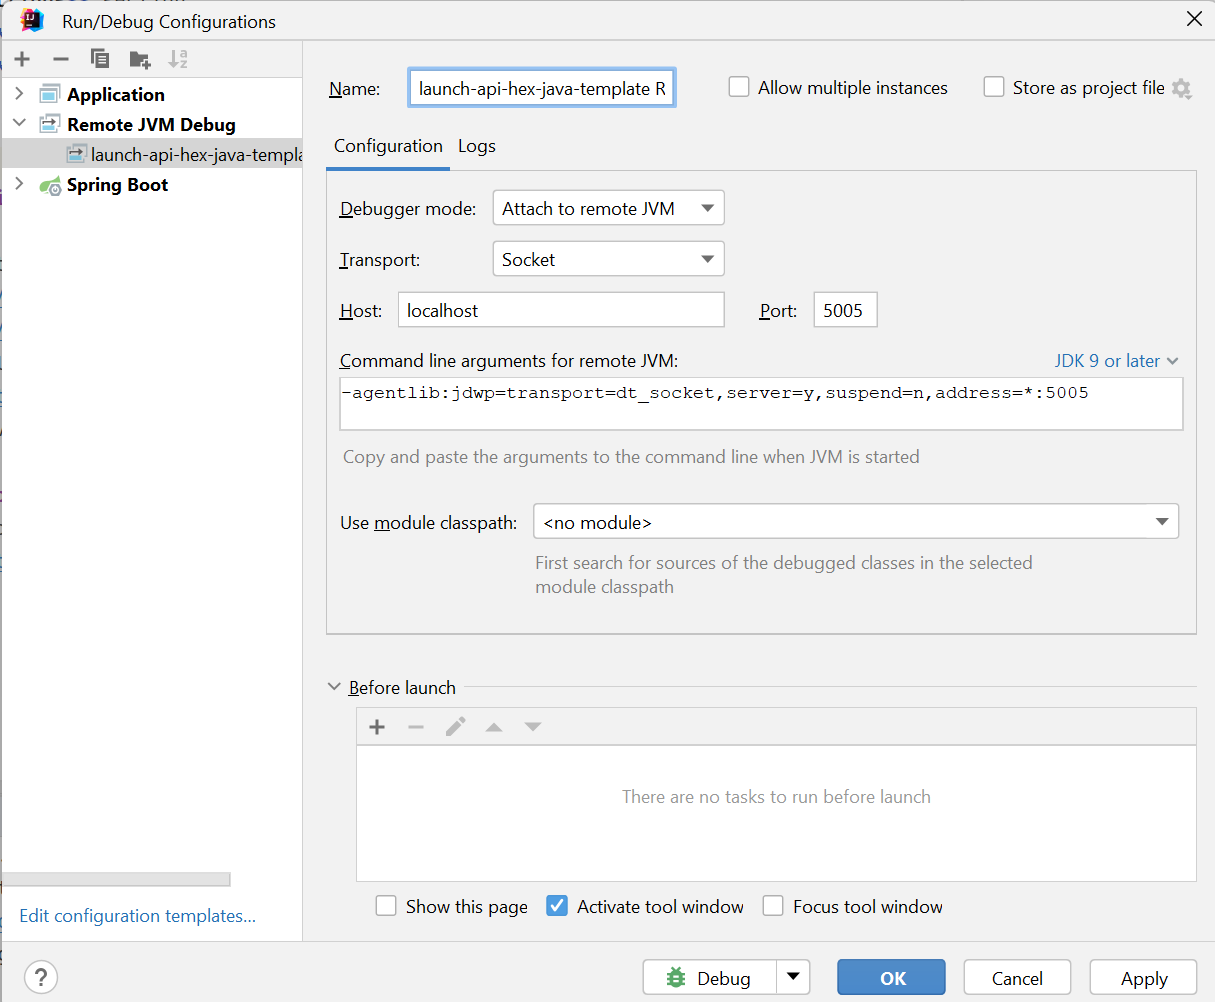 Run/Debug Configurations
Application
Remote JVM Debug
launch-api-hex-java-templa
Spring Boot
Edit configuration templates...
Name: launch-api-hex-java-template R Allow multiple instances Store as project file
Configuration Logs
Debugger mode: Attach to remote JVM
Transport: Socket
Host: localhost Port: 5005
Command line arguments for remote JVM: JDK 9 or later
-agentlib:jdwp=transport=dt_socket,server=y,suspend=n,address=*:5005
Copy and paste the arguments to the command line when JVM is started
Use module classpath: <no module>
First search for sources of the debugged classes in the selected
module classpath
Before launch
There are no tasks to run before launch
Show this page Activate tool window Focus tool window
? Debug OK Cancel Apply